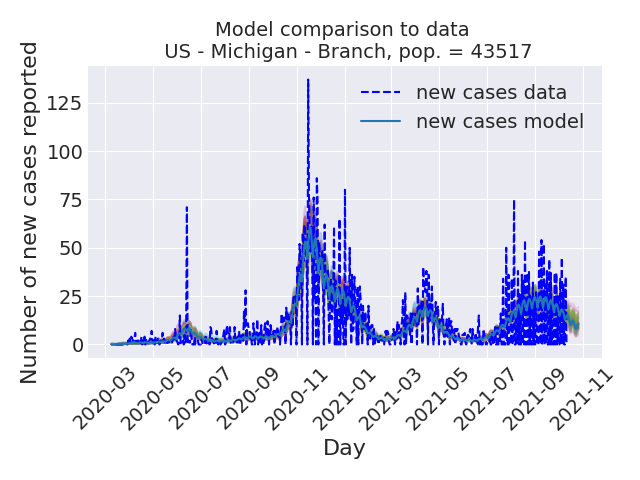 Model comparison to data
US - Michigan - Branch, pop. = 43517
Number of new cases reported
125
100
75
50
25
0
new cases data
new cases model
2020-03
2020-05
2020-07
2020-09
2020-11
2021-01
2021-03
2021-05
2021-07
2021-09
2021-11
Day